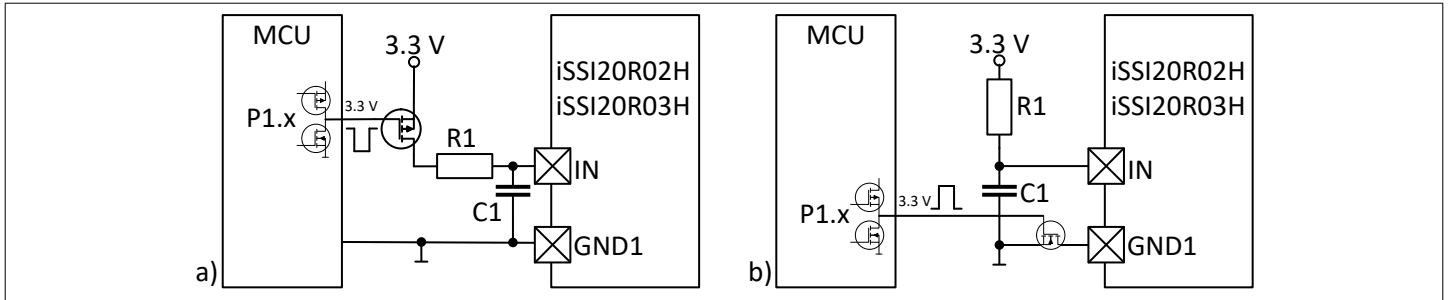 MCU
3.3 V
iSSI20R02H
iSSI20R03H
P1.x
3.3 V
R1
IN
C1
GND1
a)
MCU
3.3 V
iSSI20R02H
iSSI20R03H
R1
IN
C1
P1.x
3.3 V
GND1
b)